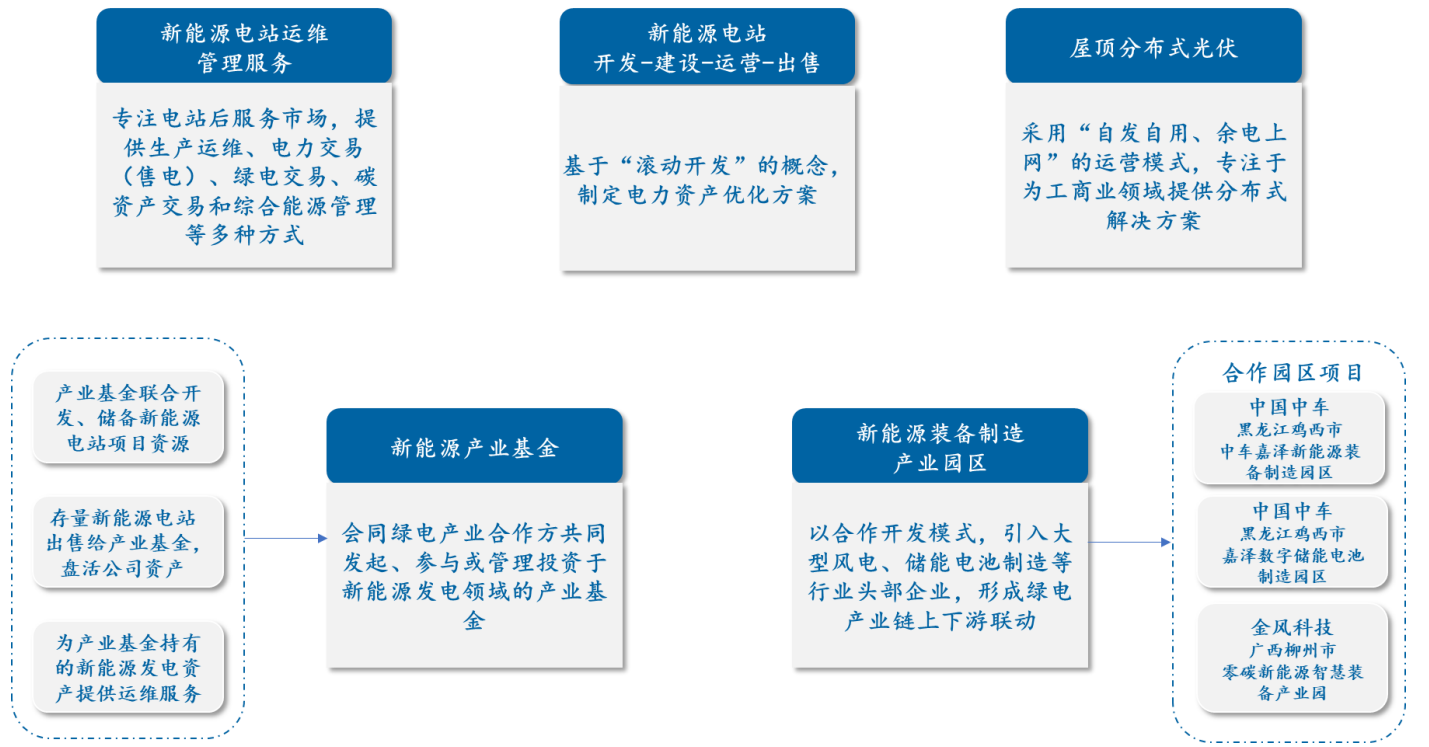 新能源电站运维
管理服务
专注电站后服务市场，提
供生产运维、电力交易
（售电）、绿电交易、碳
资产交易和综合能源管理
等多种方式
新能源电站
开发-建设-运营-出售
基于“滚动开发”的概念，
制定电力资产优化方案
屋顶分布式光伏
采用“自发自用、余电上
网”的运营模式，专注于
为工商业领域提供分布式
解决方案
产业基金联合开
发、储备新能源
电站项目资源
存量新能源电站
出售给产业基金，
盘活公司资产
为产业基金持有
的新能源发电资
产提供运维服务
新能源产业基金
会同绿电产业合作方共同
发起、参与或管理投资于
新能源发电领域的产业基
金
新能源装备制造
产业园区
以合作开发模式，引入大
型风电、储能电池制造等
行业头部企业，形成绿电
产业链上下游联动
合作园区项目
中国中车
黑龙江鸡西市
中车嘉泽新能源装
备制造园区
中国中车
黑龙江鸡西市
嘉泽数字储能电池
制造园区
金风科技
广西柳州市
零碳新能源智慧装
备产业园